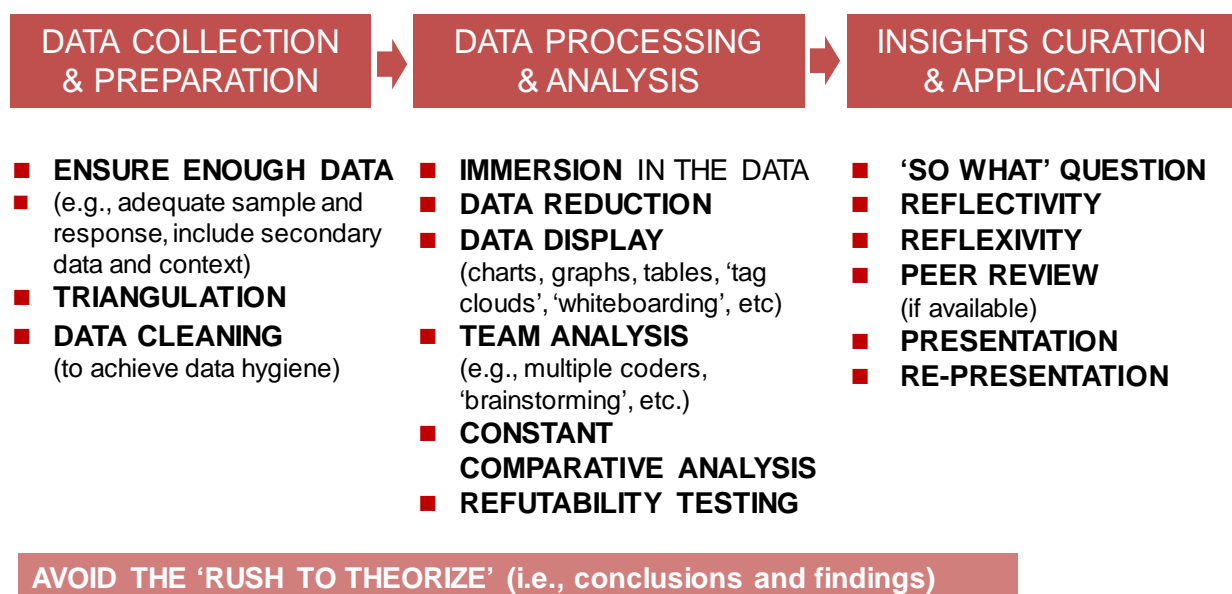 DATA COLLECTION
& PREPARATION
DATA PROCESSING
& ANALYSIS
INSIGHTS CURATION
& APPLICATION
ENSURE ENOUGH DATA
(e.g., adequate sample and
response, include secondary
data and context)
TRIANGULATION
DATA CLEANING
(to achieve data hygiene)
IMMERSION IN THE DATA
DATA REDUCTION
DATA DISPLAY
(charts, graphs, tables, ‘tag
clouds’, ‘whiteboarding’, etc)
TEAM ANALYSIS
(e.g., multiple coders,
‘brainstorming’, etc.)
CONSTANT
COMPARATIVE ANALYSIS
REFUTABILITY TESTING
‘SO WHAT’ QUESTION
REFLECTIVITY
REFLEXIVITY
PEER REVIEW
(if available)
PRESENTATION
RE-PRESENTATION
AVOID THE ‘RUSH TO THEORIZE’ (i.e., conclusions and findings)